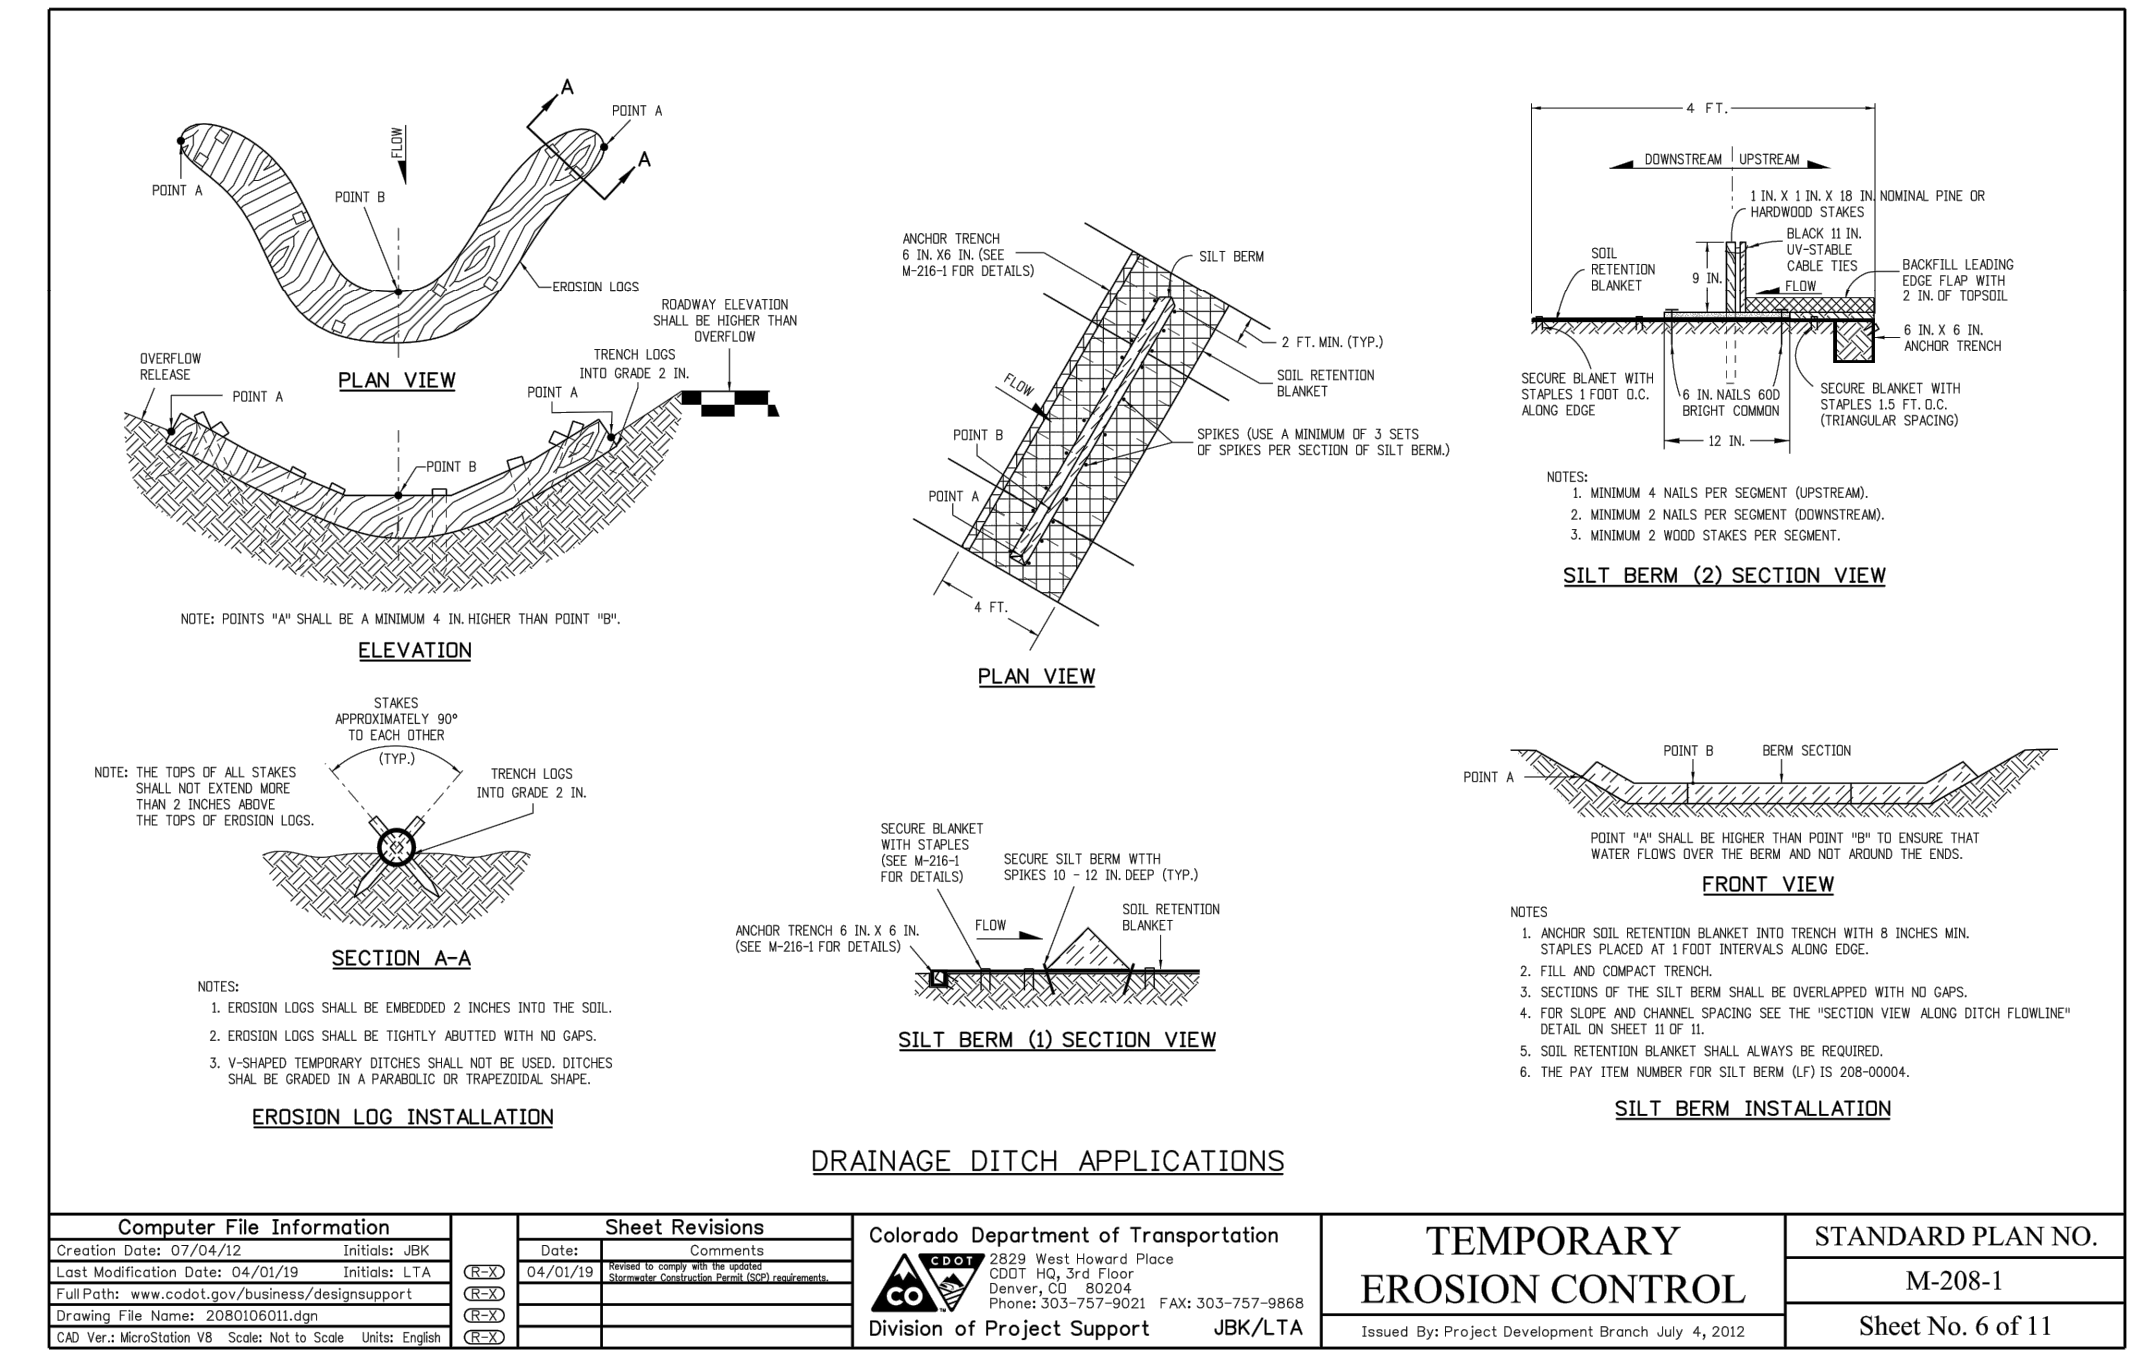 A
POINT A
FLOW
A
POINT A
POINT B
EROSION LOGS
PLAN VIEW
ROADWAY ELEVATION
SHALL BE HIGHER THAN
OVERFLOW
OVERFLOW
RELEASE
TRENCH LOGS
INTO GRADE 2 IN.
POINT A
POINT A
POINT B
NOTE: POINTS "A" SHALL BE A MINIMUM 4 IN. HIGHER THAN POINT "B".
ELEVATION
STAKES
APPROXIMATELY 90°
TO EACH OTHER
(TYP.)
NOTE: THE TOPS OF ALL STAKES
SHALL NOT EXTEND MORE
THAN 2 INCHES ABOVE
THE TOPS OF EROSION LOGS.
TRENCH LOGS
INTO GRADE 2 IN.
SECTION A-A
NOTES:
1. EROSION LOGS SHALL BE EMBEDDED 2 INCHES INTO THE SOIL.
2. EROSION LOGS SHALL BE TIGHTLY ABUTTED WITH NO GAPS.
3. V-SHAPED TEMPORARY DITCHES SHALL NOT BE USED. DITCHES
SHAL BE GRADED IN A PARABOLIC OR TRAPEZOIDAL SHAPE.
EROSION LOG INSTALLATION
ANCHOR TRENCH
6 IN. X6 IN. (SEE
M-216-1 FOR DETAILS)
SILT BERM
2 FT. MIN. (TYP.)
SOIL RETENTION
BLANKET
FLOW
SPIKES (USE A MINIMUM OF 3 SETS
OF SPIKES PER SECTION OF SILT BERM.)
POINT B
POINT A
4 FT.
PLAN VIEW
SECURE BLANKET
WITH STAPLES
(SEE M-216-1
FOR DETAILS)
SECURE SILT BERM WTTH
SPIKES 10 - 12 IN. DEEP (TYP.)
SOIL RETENTION
BLANKET
FLOW
ANCHOR TRENCH 6 IN. X 6 IN.
(SEE M-216-1 FOR DETAILS)
SILT BERM (1) SECTION VIEW
4 FT.
DOWNSTREAM
UPSTREAM
1 IN. X 1 IN. X 18 IN. NOMINAL PINE OR
HARDWOOD STAKES
BLACK 11 IN.
UV-STABLE
CABLE TIES
SOIL
RETENTION
BLANKET
9 IN.
FLOW
BACKFILL LEADING
EDGE FLAP WITH
2 IN. OF TOPSOIL
6 IN. X 6 IN.
ANCHOR TRENCH
SECURE BLANET WITH
STAPLES 1 FOOT O.C.
ALONG EDGE
6 IN. NAILS 60D
BRIGHT COMMON
SECURE BLANKET WITH
STAPLES 1.5 FT. O.C.
(TRIANGULAR SPACING)
12 IN.
NOTES:
1. MINIMUM 4 NAILS PER SEGMENT (UPSTREAM).
2. MINIMUM 2 NAILS PER SEGMENT (DOWNSTREAM).
3. MINIMUM 2 WOOD STAKES PER SEGMENT.
SILT BERM (2) SECTION VIEW
POINT B
BERM SECTION
POINT A
POINT "A" SHALL BE HIGHER THAN POINT "B" TO ENSURE THAT
WATER FLOWS OVER THE BERM AND NOT AROUND THE ENDS.
FRONT VIEW
NOTES
1. ANCHOR SOIL RETENTION BLANKET INTO TRENCH WITH 8 INCHES MIN.
STAPLES PLACED AT 1 FOOT INTERVALS ALONG EDGE.
2. FILL AND COMPACT TRENCH.
3. SECTIONS OF THE SILT BERM SHALL BE OVERLAPPED WITH NO GAPS.
4. FOR SLOPE AND CHANNEL SPACING SEE THE "SECTION VIEW ALONG DITCH FLOWLINE"
DETAIL ON SHEET 11 OF 11.
5. SOIL RETENTION BLANKET SHALL ALWAYS BE REQUIRED.
6. THE PAY ITEM NUMBER FOR SILT BERM (LF) IS 208-00004.
SILT BERM INSTALLATION
DRAINAGE DITCH APPLICATIONS
Computer File Information
Creation Date: 07/04/12 Initials: JBK
Last Modification Date: 04/01/19 Initials: LTA
Full Path: www.codot.gov/business/designsupport
Drawing File Name: 2080106011.dgn
CAD Ver.: MicroStation V8 Scale: Not to Scale Units: English
R-X
R-X
R-X
R-X
Sheet Revisions
Date: Comments
04/01/19 Revised to comply with the updated
Stormwater Construction Permit (SCP) requirements.
Colorado Department of Transportation
CDOT
CO
TM
2829 West Howard Place
CDOT HQ, 3rd Floor
Denver, CO 80204
Phone: 303-757-9021 FAX: 303-757-9868
Division of Project Support JBK/LTA
TEMPORARY
EROSION CONTROL
Issued By: Project Development Branch July 4, 2012
STANDARD PLAN NO.
M-208-1
Sheet No. 6 of 11